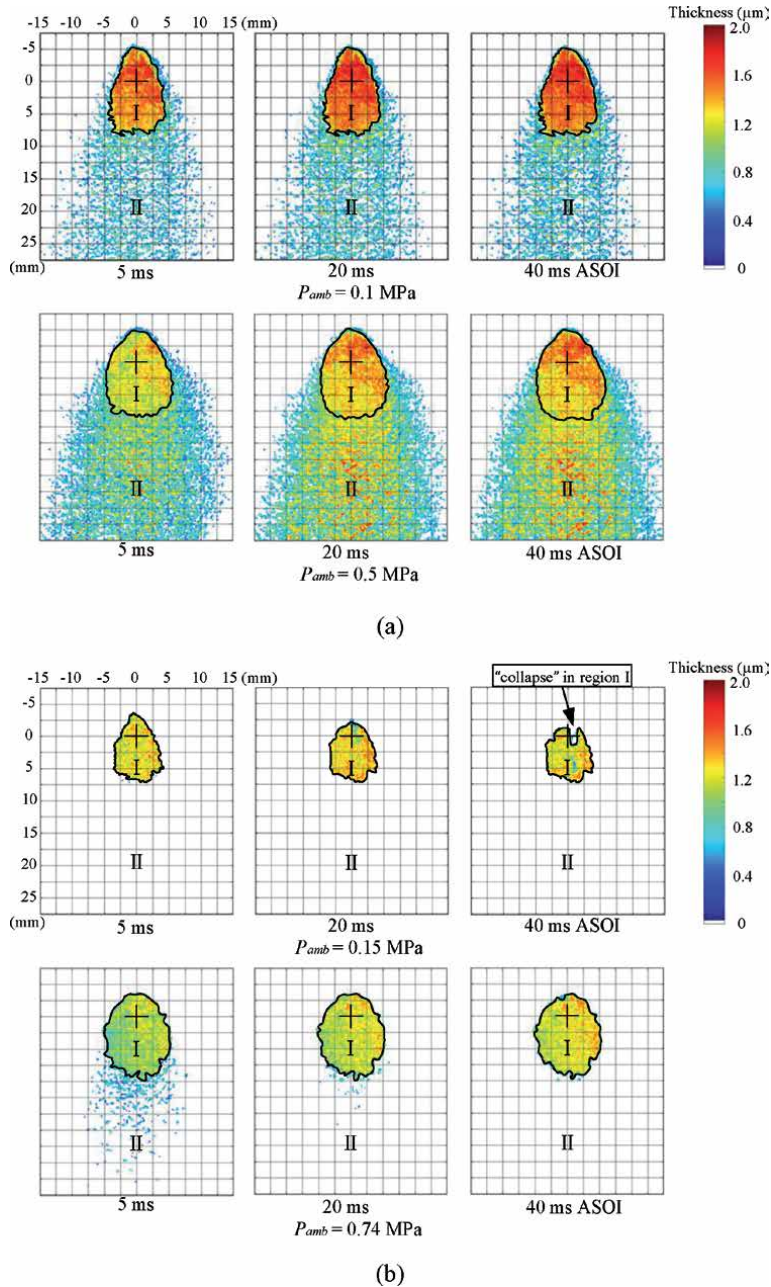 -15 -10 -5 0 5 10 15 (mm)
Thickness (μm)
-5
0
5
10
15
20
25
(mm)
2.0
1.6
1.2
0.8
0.4
0
I
II
I
II
I
II
5 ms
20 ms
40 ms ASOI
Pamb = 0.1 MPa
I
II
I
II
I
II
5 ms
20 ms
40 ms ASOI
Pamb = 0.5 MPa
(a)
-15 -10 -5 0 5 10 15 (mm)
"collapse" in region I
Thickness (μm)
-5
0
5
10
15
20
25
(mm)
2.0
1.6
1.2
0.8
0.4
0
I
II
I
II
I
II
5 ms
20 ms
40 ms ASOI
Pamb = 0.15 MPa
I
II
I
II
I
II
5 ms
20 ms
40 ms ASOI
Pamb = 0.74 MPa
(b)